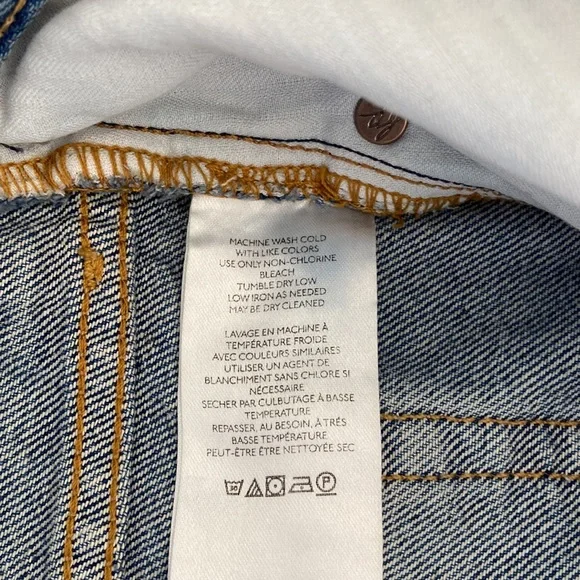 MACHINE WASH COLD
WITH LIKE COLORS
USE ONLY NON-CHLORINE
BLEACH
TUMBLE DRY LOW
LOW IRON AS NEEDED
MAY BE DRY CLEANED
LAVAGE EN MACHINE À
TEMPÉRATURE FROIDE
AVEC COULEURS SIMILAIRES
UTILISER UN AGENT DE
BLANCHIMENT SANS CHLORE SI
NÉCESSAIRE
SECHER PAR CULBUTAGE À BASSE
TEMPERATURE
REPASSER, AU BESOIN, À TRÉS
BASSE TEMPÉRATURE
PEUT-ÊTRE ÊTRE NETTOYÉE SEC
30 P